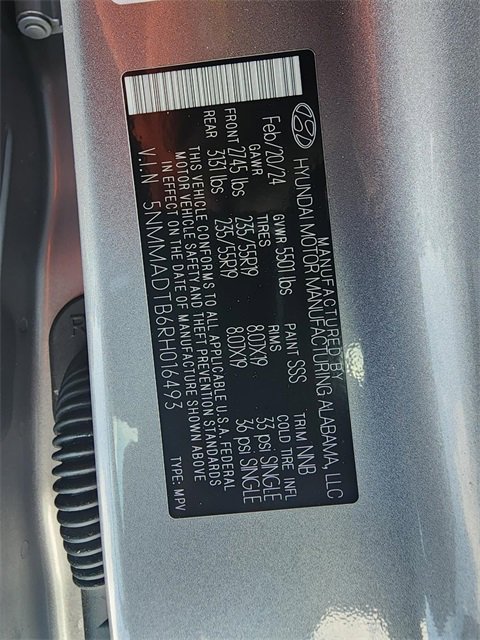 MANUFACTURED BY
HYUNDAI MOTOR MANUFACTURING ALABAMA, LLC
Feb/20/24 GVWR 5501 lbs PAINT SSS TRIM NNB
GAWR TIRES RIMS COLD TIRE INFL
FRONT 2745 lbs 235/55R19 8.0JX19 33 psi SINGLE
REAR 3131 lbs 235/55R19 8.0JX19 36 psi SINGLE
THIS VEHICLE CONFORMS TO ALL APPLICABLE U.S.A. FEDERAL
MOTOR VEHICLE SAFETY AND THEFT PREVENTION STANDARDS
IN EFFECT ON THE DATE OF MANUFACTURE SHOWN ABOVE
V.I.N 5NMMADTB6RH016493 TYPE: MPV